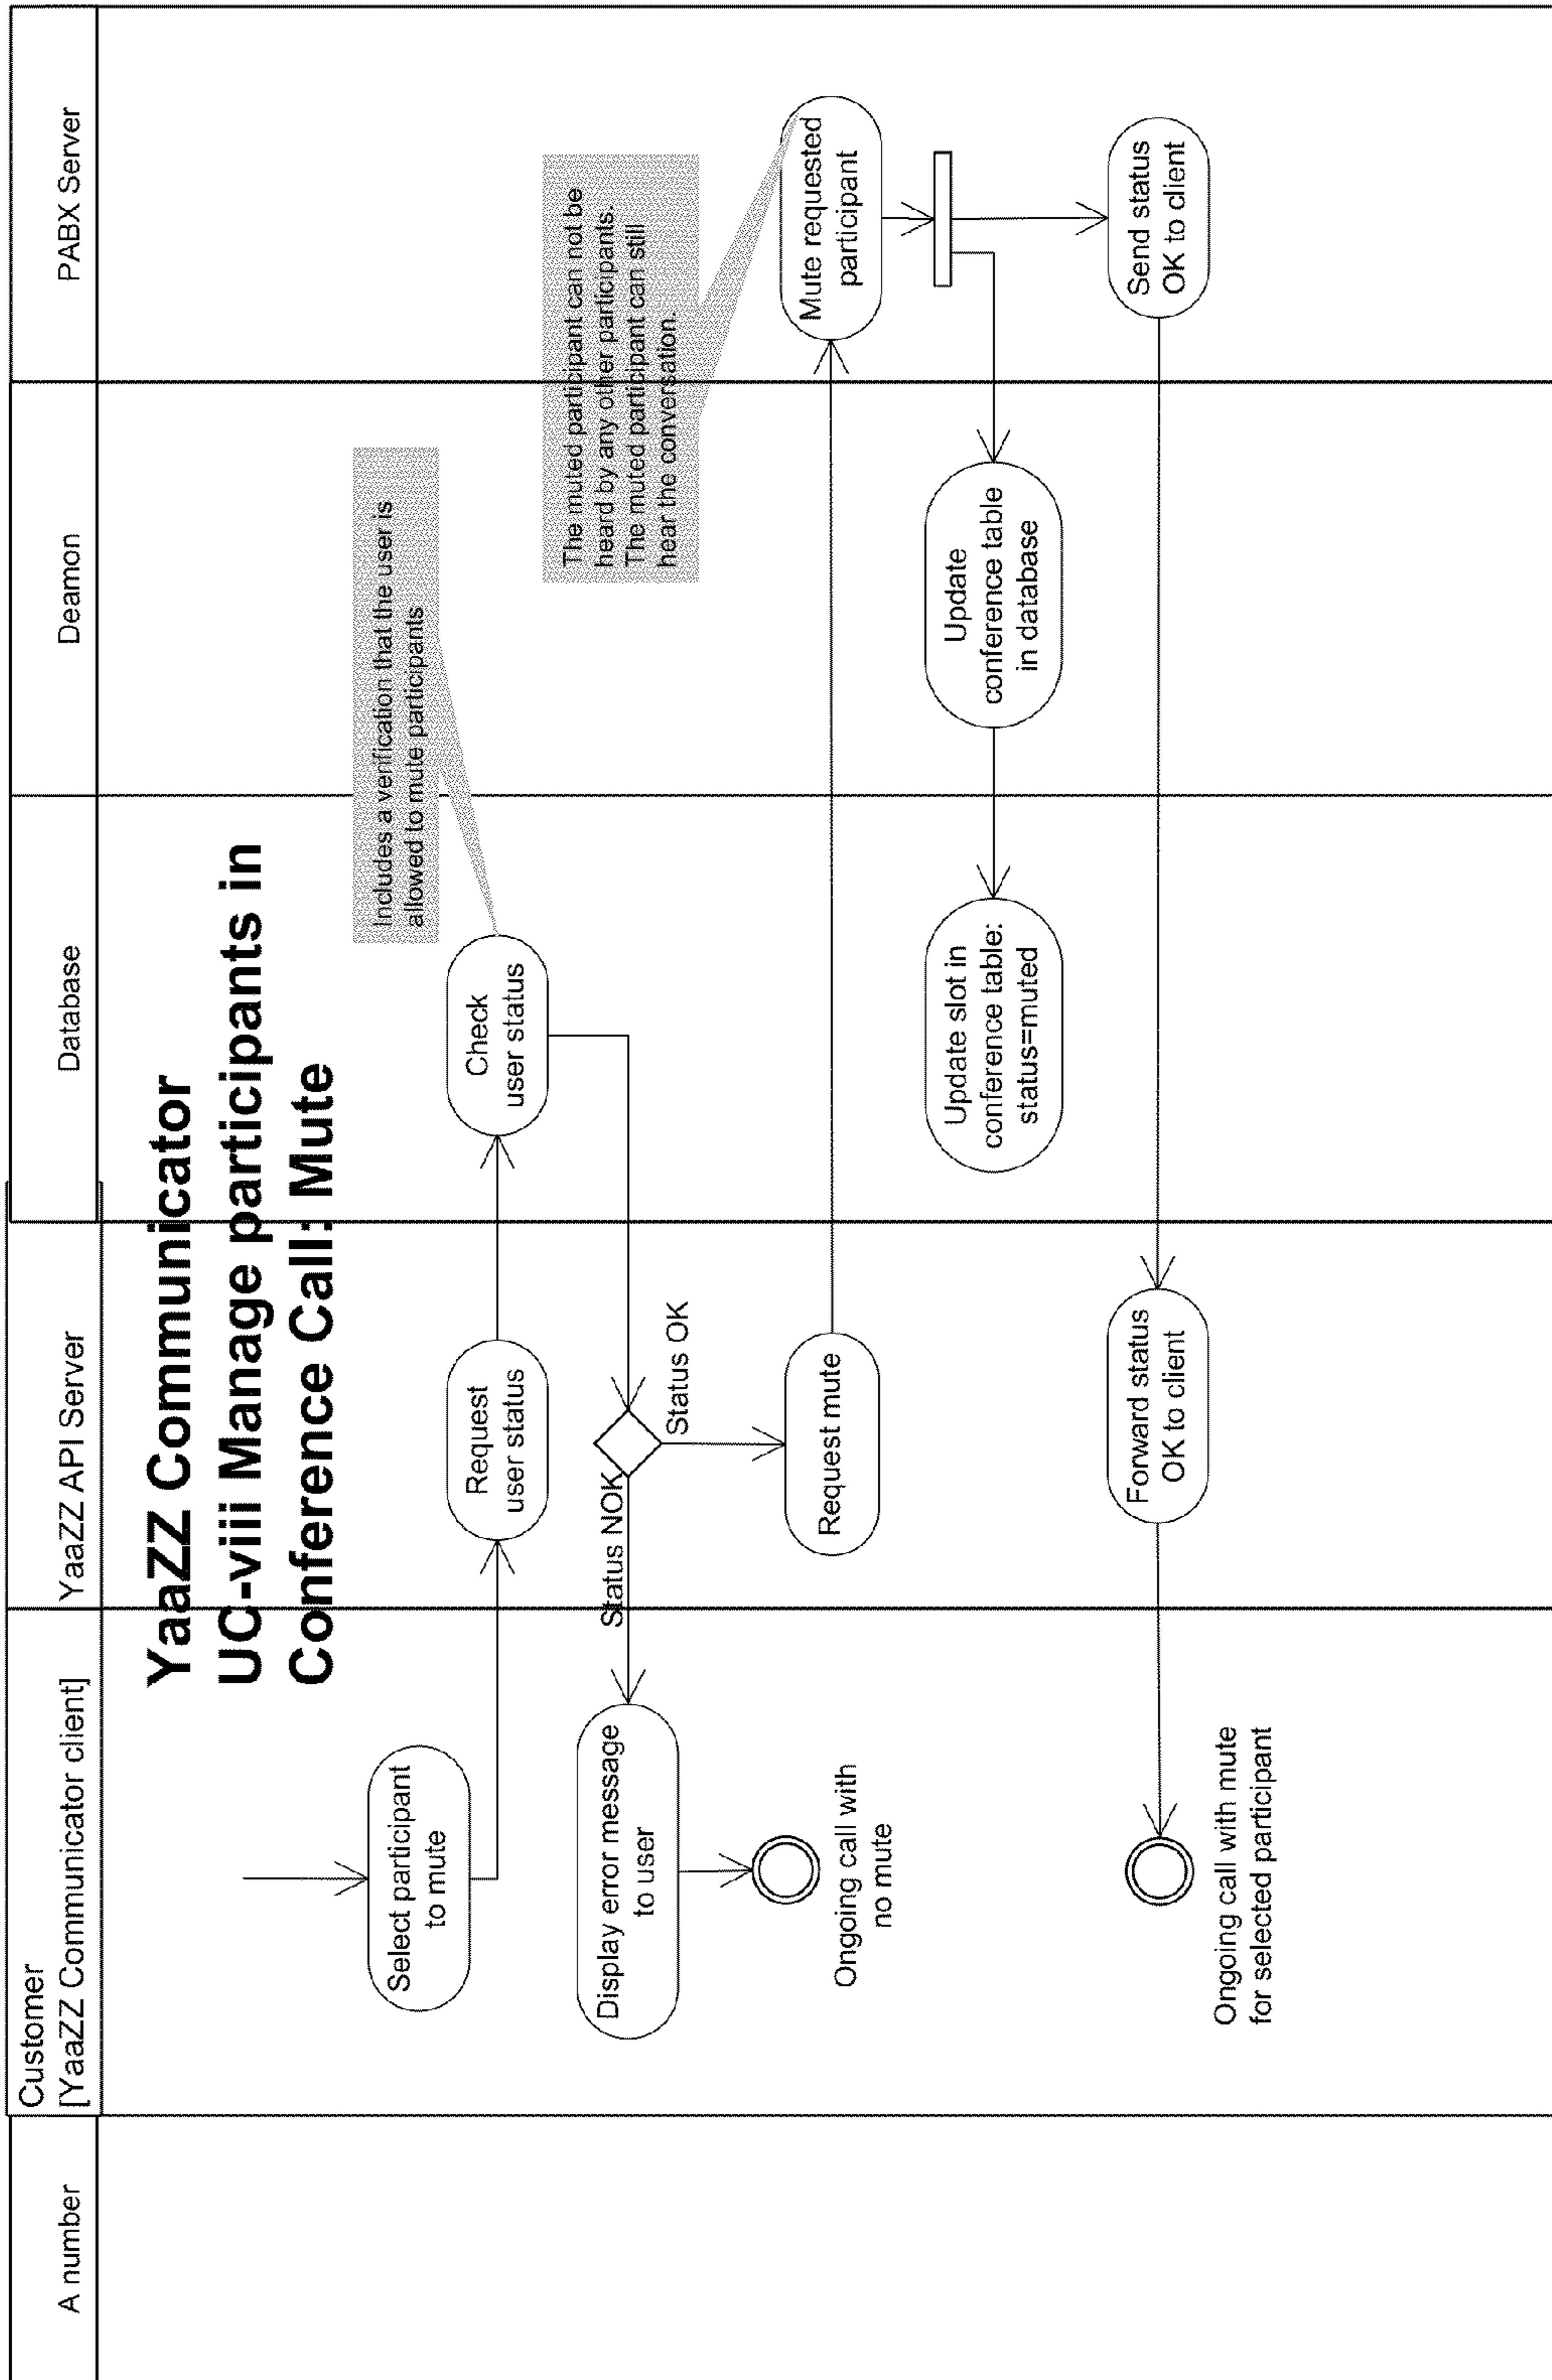 A number
Customer
[YaaZZ Communicator client]
YaaZZ API Server
Database
Deamon
PABX Server
YaaZZ Communicator
UC-viii Manage participants in
Conference Call: Mute
Select participant
to mute
Request
user status
Check
user status
Includes a verification that the user is
allowed to mute participants
Status NOK
Status OK
Display error message
to user
Ongoing call with
no mute
Request mute
The muted participant can not be
heard by any other participants.
The muted participant can still
hear the conversation.
Mute requested
participant
Update
conference table
in database
Update slot in
conference table:
status=muted
Send status
OK to client
Forward status
OK to client
Ongoing call with mute
for selected participant